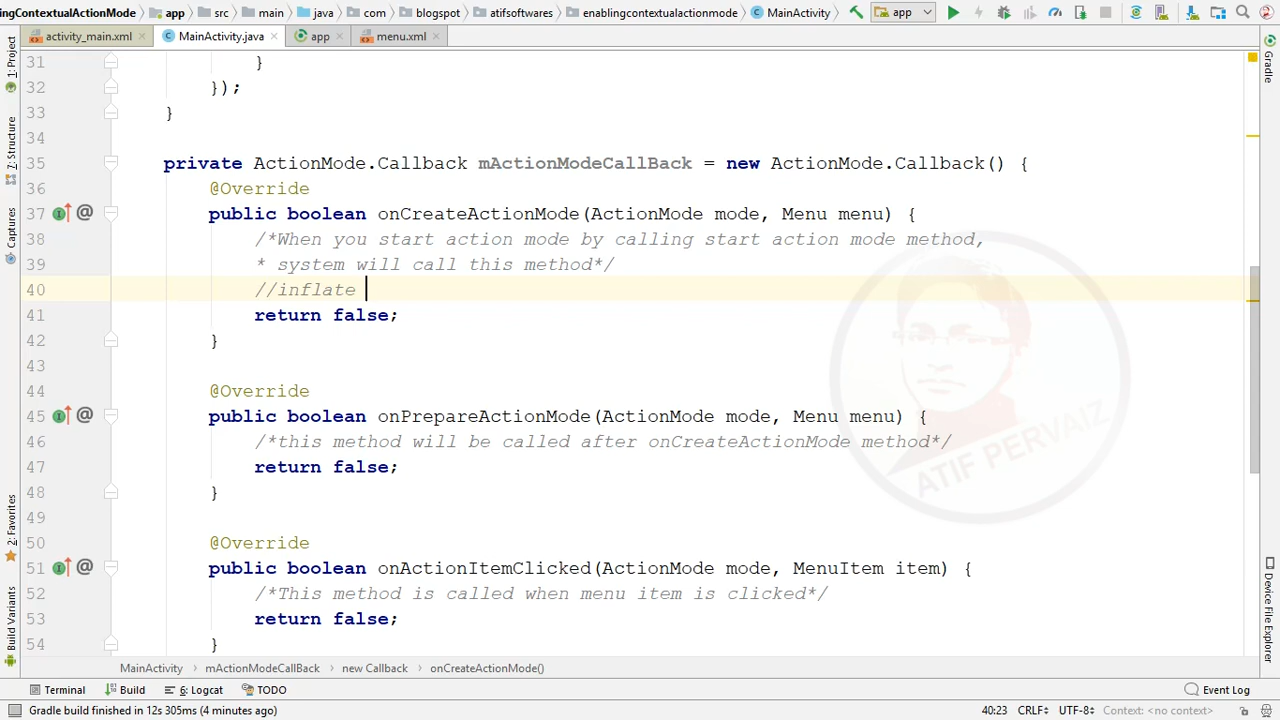 ngContextualActionMode app src main java com blogspot atifsoftwares enablingcontextualactionmode MainActivity app
activity_main.xml MainActivity.java app menu.xml
31 }
32 });
33 }
34
35 private ActionMode.Callback mActionModeCallBack = new ActionMode.Callback() {
36 @Override
37 public boolean onCreateActionMode(ActionMode mode, Menu menu) {
38 /*When you start action mode by calling start action mode method,
39 * system will call this method*/
40 //inflate
41 return false;
42 }
43
44 @Override
45 public boolean onPrepareActionMode(ActionMode mode, Menu menu) {
46 /*this method will be called after onCreateActionMode method*/
47 return false;
48 }
49
50 @Override
51 public boolean onActionItemClicked(ActionMode mode, MenuItem item) {
52 /*This method is called when menu item is clicked*/
53 return false;
54 }
MainActivity mActionModeCallBack new Callback onCreateActionMode()
Terminal Build 6: Logcat TODO Event Log
Gradle build finished in 12s 305ms (4 minutes ago) 40:23 CRLF UTF-8 Context: <no context>
1: Project
7: Structure
Captures
2: Favorites
Build Variants
Gradle
Device File Explorer
ATIF PERVAIZ